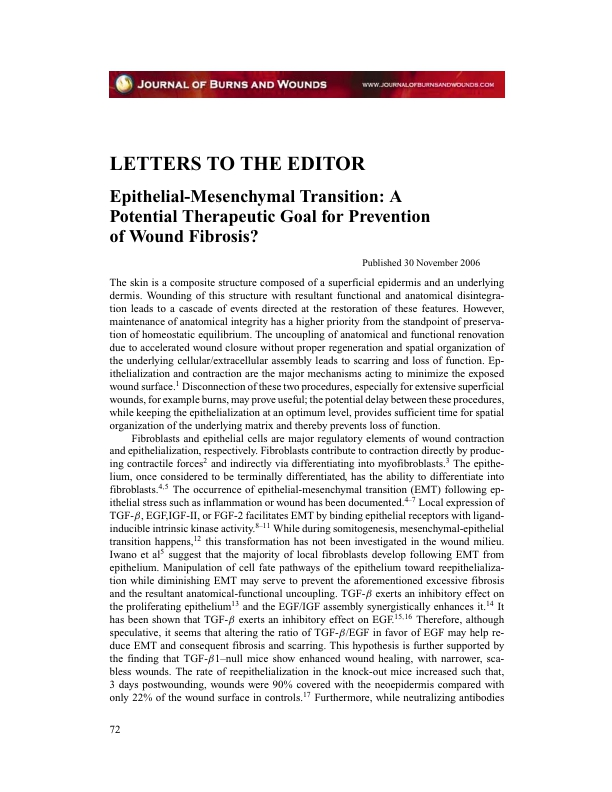 JOURNAL OF BURNS AND WOUNDS
WWW.JOURNALOFBURNSANDWOUNDS.COM
LETTERS TO THE EDITOR
Epithelial-Mesenchymal Transition: A
Potential Therapeutic Goal for Prevention
of Wound Fibrosis?
Published 30 November 2006
The skin is a composite structure composed of a superficial epidermis and an underlying
dermis. Wounding of this structure with resultant functional and anatomical disintegra-
tion leads to a cascade of events directed at the restoration of these features. However,
maintenance of anatomical integrity has a higher priority from the standpoint of preserva-
tion of homeostatic equilibrium. The uncoupling of anatomical and functional renovation
due to accelerated wound closure without proper regeneration and spatial organization of
the underlying cellular/extracellular assembly leads to scarring and loss of function. Ep-
ithelialization and contraction are the major mechanisms acting to minimize the exposed
wound surface.1 Disconnection of these two procedures, especially for extensive superficial
wounds, for example burns, may prove useful; the potential delay between these procedures,
while keeping the epithelialization at an optimum level, provides sufficient time for spatial
organization of the underlying matrix and thereby prevents loss of function.
Fibroblasts and epithelial cells are major regulatory elements of wound contraction
and epithelialization, respectively. Fibroblasts contribute to contraction directly by produc-
ing contractile forces2 and indirectly via differentiating into myofibroblasts.3 The epithe-
lium, once considered to be terminally differentiated, has the ability to differentiate into
fibroblasts.4,5 The occurrence of epithelial-mesenchymal transition (EMT) following ep-
ithelial stress such as inflammation or wound has been documented.4–7 Local expression of
TGF-β, EGF,IGF-II, or FGF-2 facilitates EMT by binding epithelial receptors with ligand-
inducible intrinsic kinase activity.8–11 While during somitogenesis, mesenchymal-epithelial
transition happens,12 this transformation has not been investigated in the wound milieu.
Iwano et al5 suggest that the majority of local fibroblasts develop following EMT from
epithelium. Manipulation of cell fate pathways of the epithelium toward reepithelializa-
tion while diminishing EMT may serve to prevent the aforementioned excessive fibrosis
and the resultant anatomical-functional uncoupling. TGF-β exerts an inhibitory effect on
the proliferating epithelium13 and the EGF/IGF assembly synergistically enhances it.14 It
has been shown that TGF-β exerts an inhibitory effect on EGF.15,16 Therefore, although
speculative, it seems that altering the ratio of TGF-β/EGF in favor of EGF may help re-
duce EMT and consequent fibrosis and scarring. This hypothesis is further supported by
the finding that TGF-β1–null mice show enhanced wound healing, with narrower, sca-
bless wounds. The rate of reepithelialization in the knock-out mice increased such that,
3 days postwounding, wounds were 90% covered with the neoepidermis compared with
only 22% of the wound surface in controls.17 Furthermore, while neutralizing antibodies
72